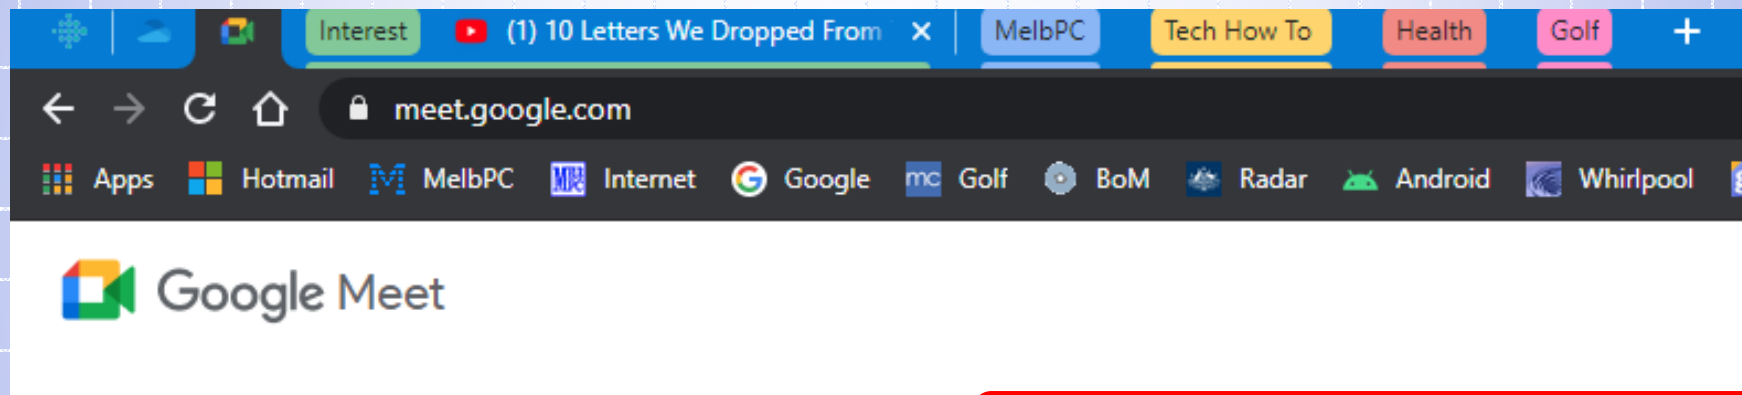 Interest (1) 10 Letters We Dropped From MelbPC Tech How To Health Golf
meet.google.com
Apps Hotmail MelbPC Internet Google mc Golf BoM Radar Android Whirlpool
Google Meet